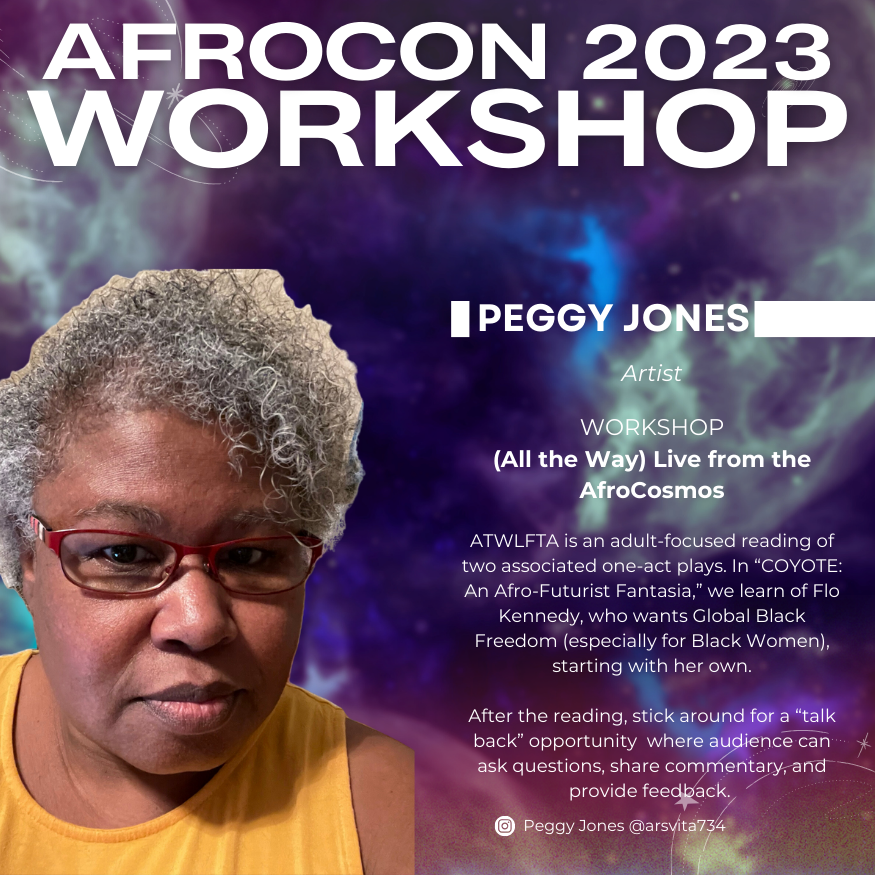 AFROCON 2023
WORKSHOP
PEGGY JONES
Artist
WORKSHOP
(All the Way) Live from the
AfroCosmos
ATWLFTA is an adult-focused reading of
two associated one-act plays. In “COYOTE:
An Afro-Futurist Fantasia,” we learn of Flo
Kennedy, who wants Global Black
Freedom (especially for Black Women),
starting with her own.
After the reading, stick around for a “talk
back” opportunity  where audience can
ask questions, share commentary, and
provide feedback.
Peggy Jones @arsvita734